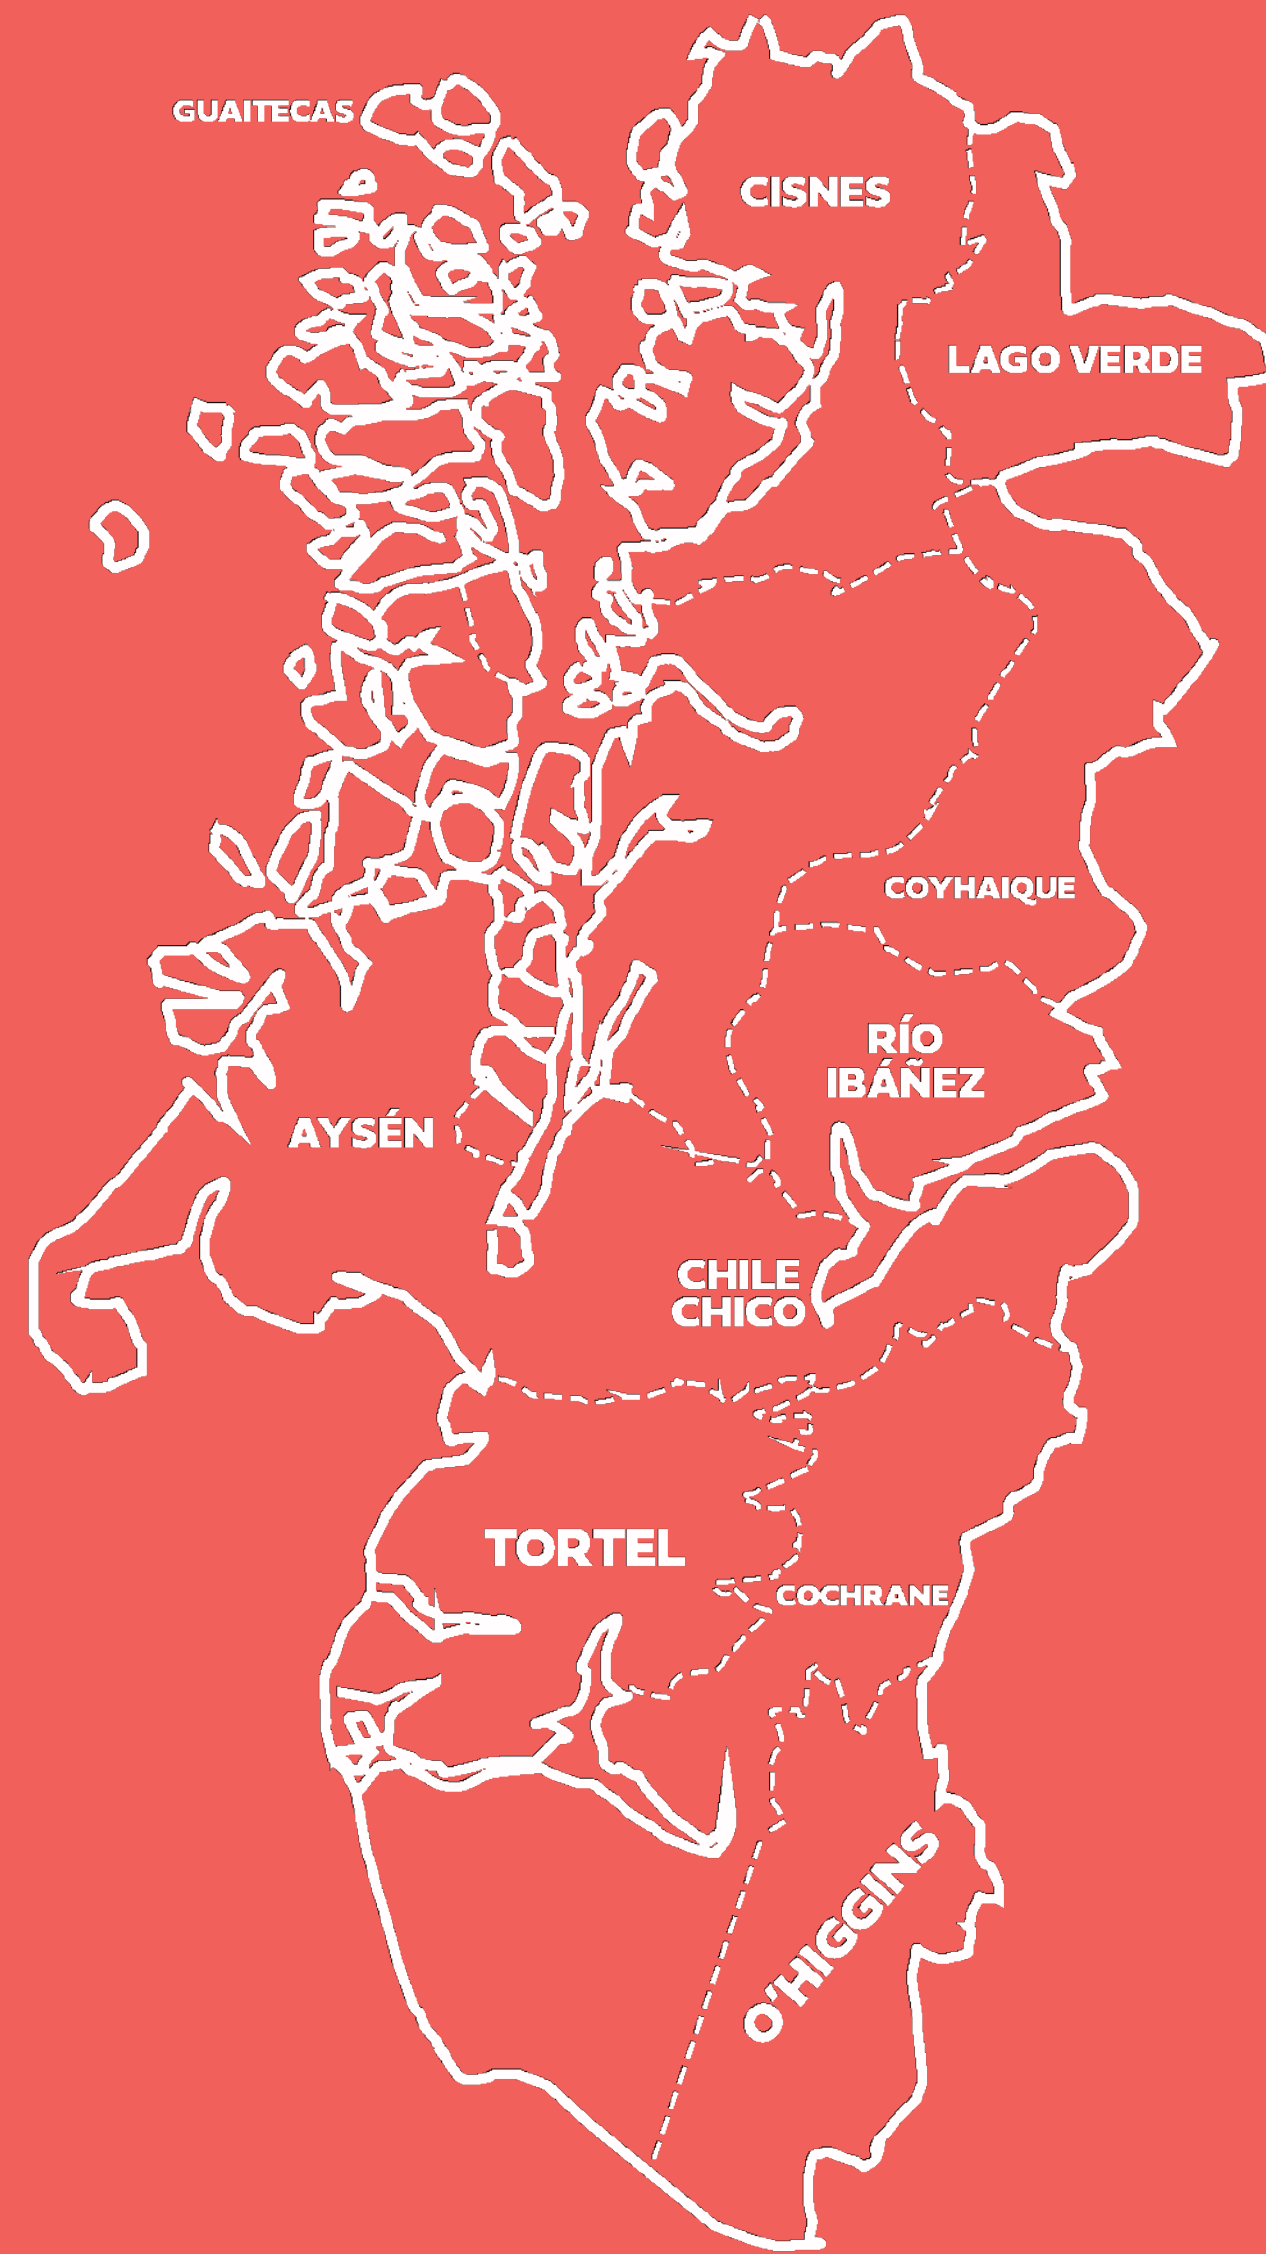 GUAITECAS
CISNES
LAGO VERDE
COYHAIQUE
RÍO
IBÁÑEZ
AYSÉN
CHILE
CHICO
TORTEL
COCHRANE
O'HIGGINS